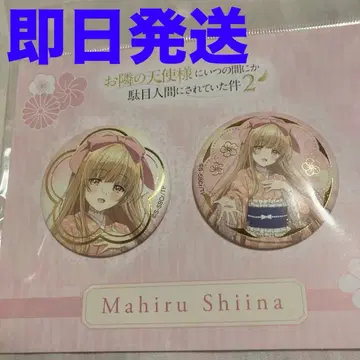 即日発送
お隣の天使様にいつの間にか
駄目人間にされていた件2
Mahiru Shiina